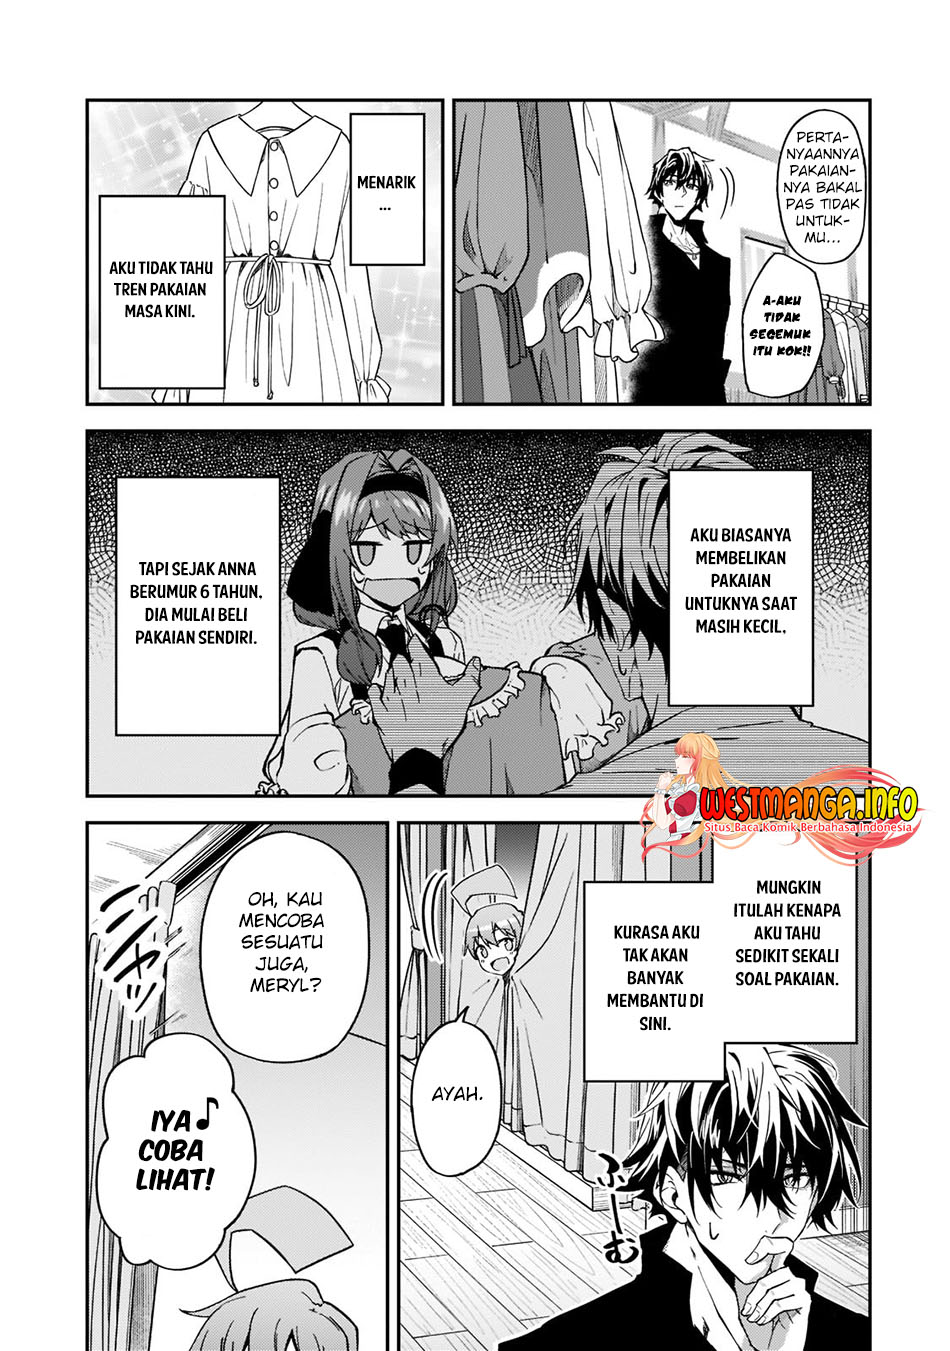 PERTA-
NYAANNYA
PAKAIAN-
NYA BAKAL
PAS TIDAK
UNTUK-
MU...
A-AKU
TIDAK
SEGEMUK
ITU KOK!!
MENARIK
...
AKU TIDAK TAHU
TREN PAKAIAN
MASA KINI.
AKU BIASANYA
MEMBELIKAN
PAKAIAN
UNTUKNYA SAAT
MASIH KECIL.
TAPI SEJAK ANNA
BERUMUR 6 TAHUN.
DIA MULAI BELI
PAKAIAN SENDIRI.
WESTMANGA.INFO
Situs Baca Komik Berbahasa Indonesia
MUNGKIN
ITULAH KENAPA
AKU TAHU
SEDIKIT SEKALI
SOAL PAKAIAN.
KURASA AKU
TAK AKAN
BANYAK
MEMBANTU DI
SINI.
ふーむ
AYAH.
OH, KAU
MENCOBA
SESUATU
JUGA,
MERYL?
IYA♪
COBA
LIHAT!